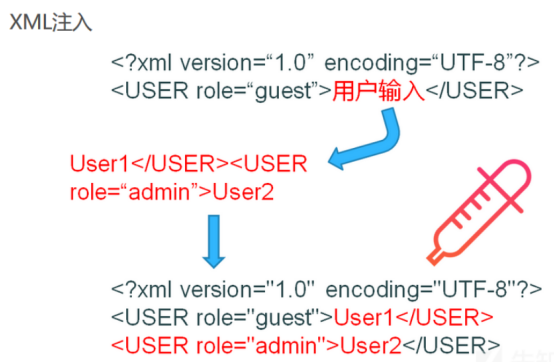 XML注入
<?xml version=“1.0” encoding=“UTF-8”?>
<USER role=“guest”>用户输入</USER>
User1</USER><USER
role=“admin”>User2
<?xml version="1.0" encoding="UTF-8"?>
<USER role="guest">User1</USER>
<USER role="admin">User2</USER>